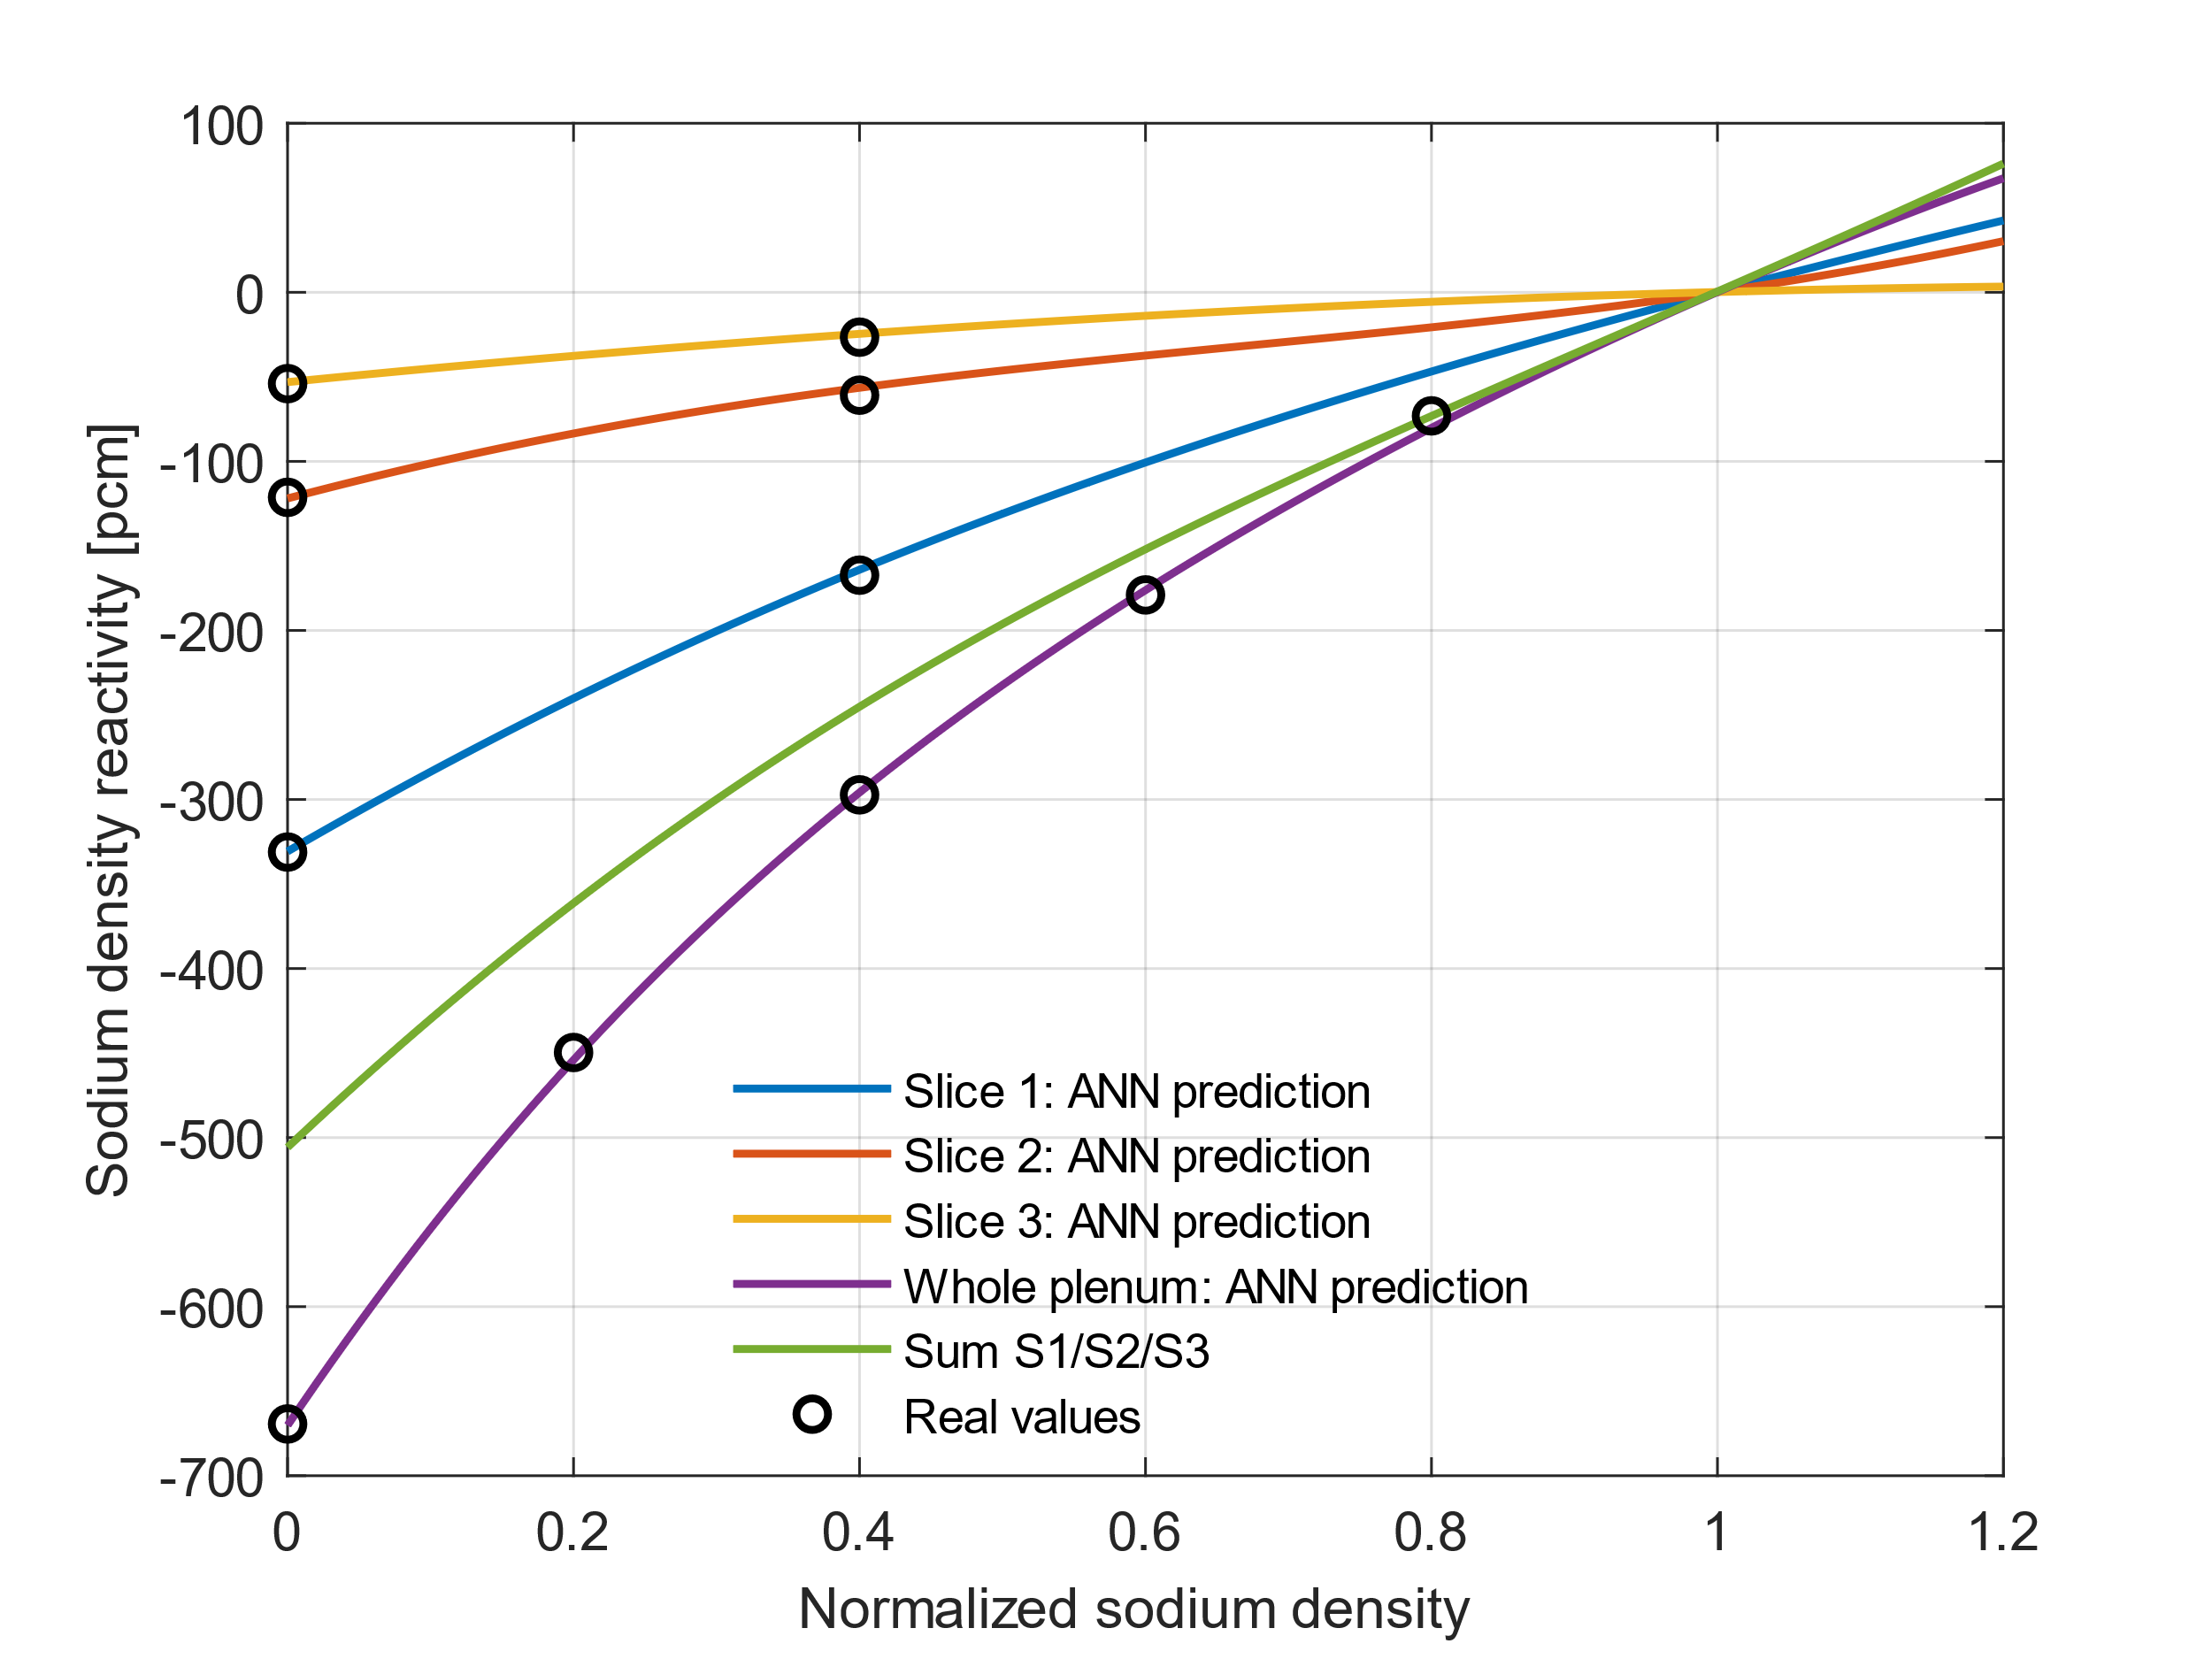 100
0
-100
-200
-300
-400
-500
-600
-700
Sodium density reactivity [pcm]
Slice 1: ANN prediction
Slice 2: ANN prediction
Slice 3: ANN prediction
Whole plenum: ANN prediction
Sum S1/S2/S3
Real values
0 0.2 0.4 0.6 0.8 1 1.2
Normalized sodium density